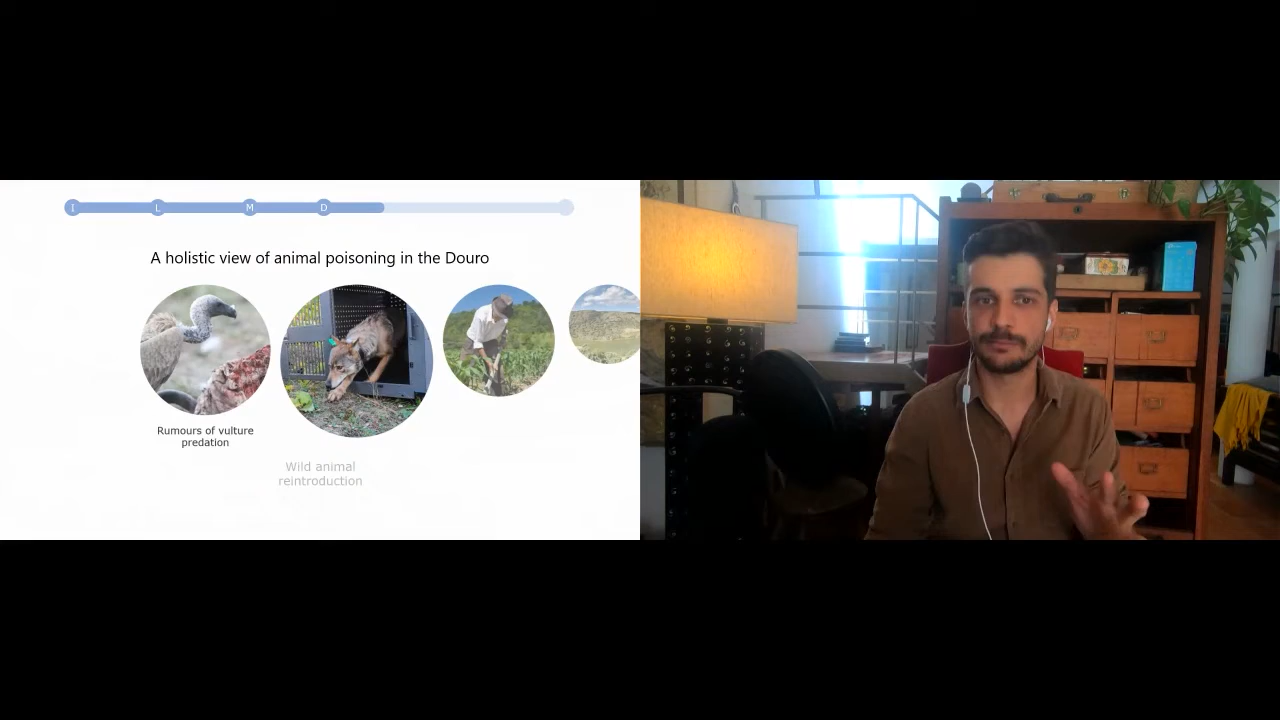 I L M D
A holistic view of animal poisoning in the Douro
Rumours of vulture
predation
Wild animal
reintroduction